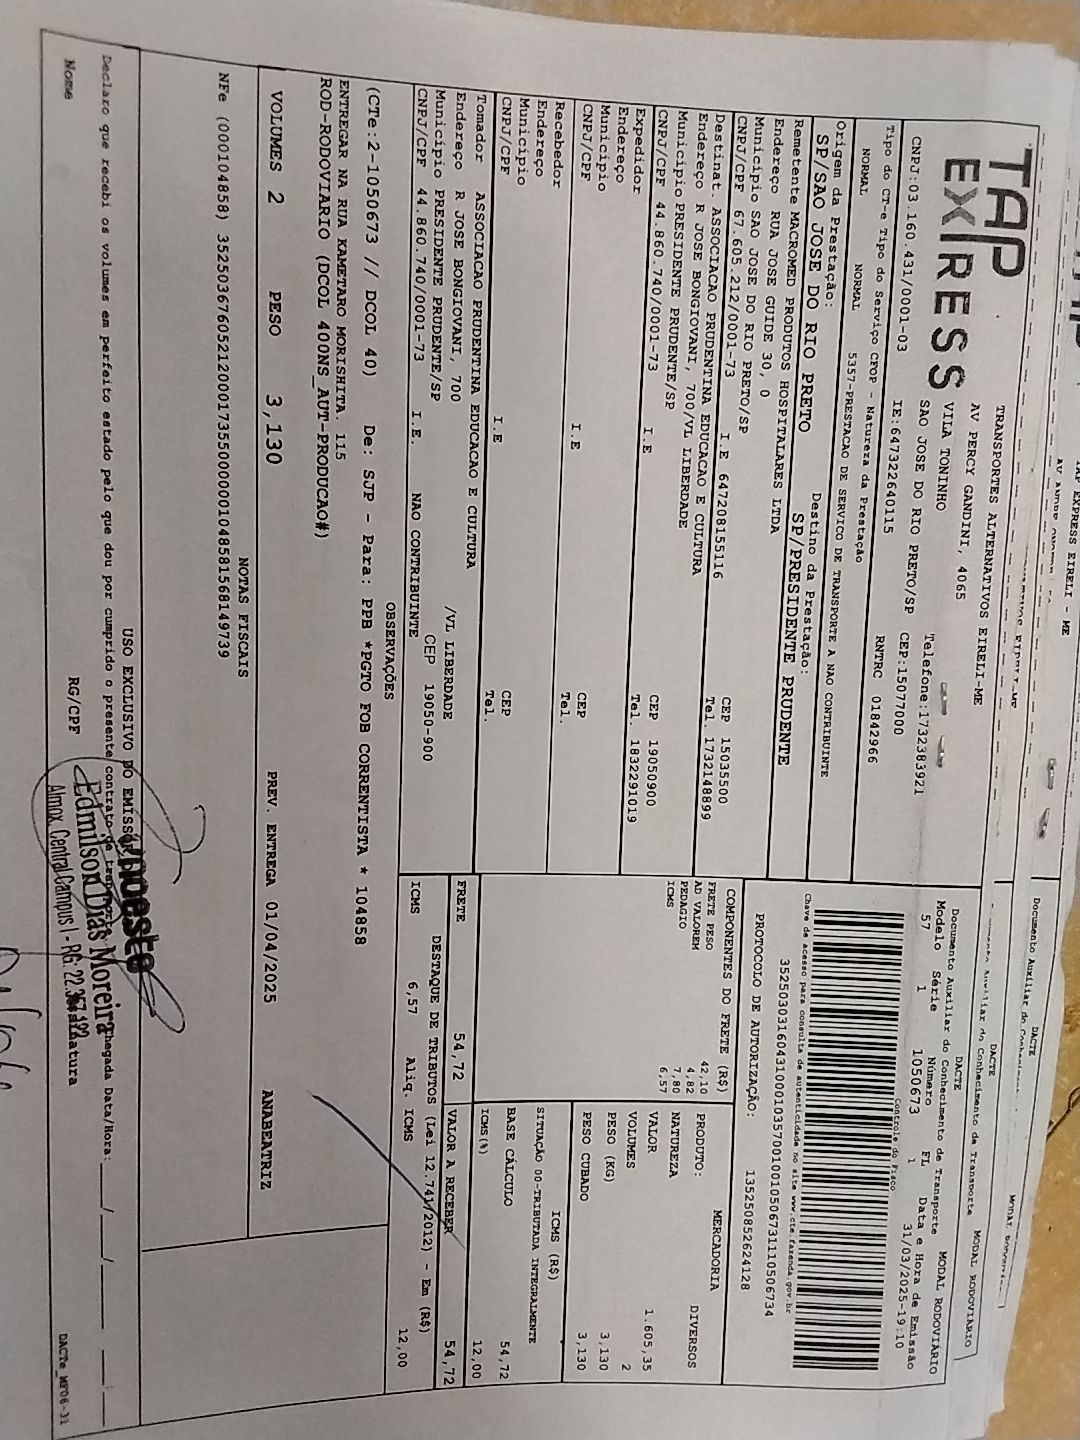 TAP
EXPRESS
TRANSPORTES ALTERNATIVOS EIRELI-ME
AV PERCY GANDINI, 4065
VILA TONINHO
SAO JOSE DO RIO PRETO/SP CEP:15077000
Telefone:1732383921
CNPJ:03.160.431/0001-03 IE:647322640115 RNTRC 01842966
DACTE
Documento Auxiliar do Conhecimento de Transporte MODAL RODOVIÁRIO
Modelo Série Número FL Data e Hora de Emissão
57 1 1050673 1 31/03/2025-19:10
Controle do Fisco
Tipo do CT-e Tipo do Serviço CFOP - Natureza da Prestação
NORMAL NORMAL 5357-PRESTACAO DE SERVICO DE TRANSPORTE A NAO CONTRIBUINTE
Chave de acesso para consulta de autenticidade no site www.cte.fazenda.gov.br
PROTOCOLO DE AUTORIZAÇÃO: 135250852624128
Origem da Prestação: Destino da Prestação:
SP/SAO JOSE DO RIO PRETO SP/PRESIDENTE PRUDENTE
Remetente MACROMED PRODUTOS HOSPITALARES LTDA
Endereço RUA JOSE GUIDE 30, 0
Município SAO JOSE DO RIO PRETO/SP CEP 15035500
CNPJ/CPF 67.605.212/0001-73 I.E 647208155116 Tel. 1732148899
Destinat. ASSOCIACAO PRUDENTINA EDUCACAO E CULTURA
Endereço R JOSE BONGIOVANI, 700/VL LIBERDADE
Município PRESIDENTE PRUDENTE/SP CEP 19050900
CNPJ/CPF 44.860.740/0001-73 I.E Tel. 1832291019
Expedidor
Endereço
Município CEP
CNPJ/CPF I.E Tel.
Recebedor
Endereço
Município CEP
CNPJ/CPF I.E Tel.
Tomador ASSOCIACAO PRUDENTINA EDUCACAO E CULTURA
Endereço R JOSE BONGIOVANI, 700 /VL LIBERDADE
Município PRESIDENTE PRUDENTE/SP CEP 19050-900
CNPJ/CPF 44.860.740/0001-73 I.E. NAO CONTRIBUINTE
COMPONENTES DO FRETE (R$)
FRETE PESO 42,10
AD VALOREM 4,82
PEDAGIO 7,80
ICMS 6,57
MERCADORIA
PRODUTO: DIVERSOS
NATUREZA
VALOR 1.605,35
VOLUMES 2
PESO (KG) 3,130
PESO CUBADO 3,130
ICMS (R$)
SITUAÇÃO 00-TRIBUTADA INTEGRALMENTE
BASE CÁLCULO 54,72
ICMS(%) 12,00
FRETE 54,72 VALOR A RECEBER 54,72
DESTAQUE DE TRIBUTOS (Lei 12.741/2012) - Em (R$)
ICMS 6,57 Aliq. ICMS 12,00
OBSERVAÇÕES
(CTe:2-1050673 // DCOL 40) De: SJP - Para: PPB *PGTO FOB CORRENTISTA * 104858
ENTREGAR NA RUA KAMETARO MORISHITA. 115
ROD-RODOVIARIO (DCOL 400NS_AUT-PRODUCAO#)
VOLUMES 2 PESO 3,130 PREV. ENTREGA 01/04/2025 ANABEATRIZ
NOTAS FISCAIS
USO EXCLUSIVO DO EMISSOR
Declaro que recebi os volumes em perfeito estado pelo que dou por cumprido o presente contrato de transporte. Chegada Data/Hora: ___/___/___ ___:___
Nome RG/CPF Assinatura
Unoeste
Edmilson Dias Moreira
Almox. Central Campus I - RG:
DACTe_MF06-31